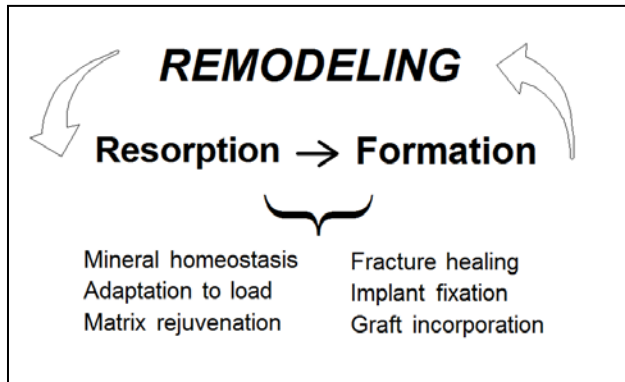 REMODELING
Resorption → Formation
Mineral homeostasis
Adaptation to load
Matrix rejuvenation
Fracture healing
Implant fixation
Graft incorporation